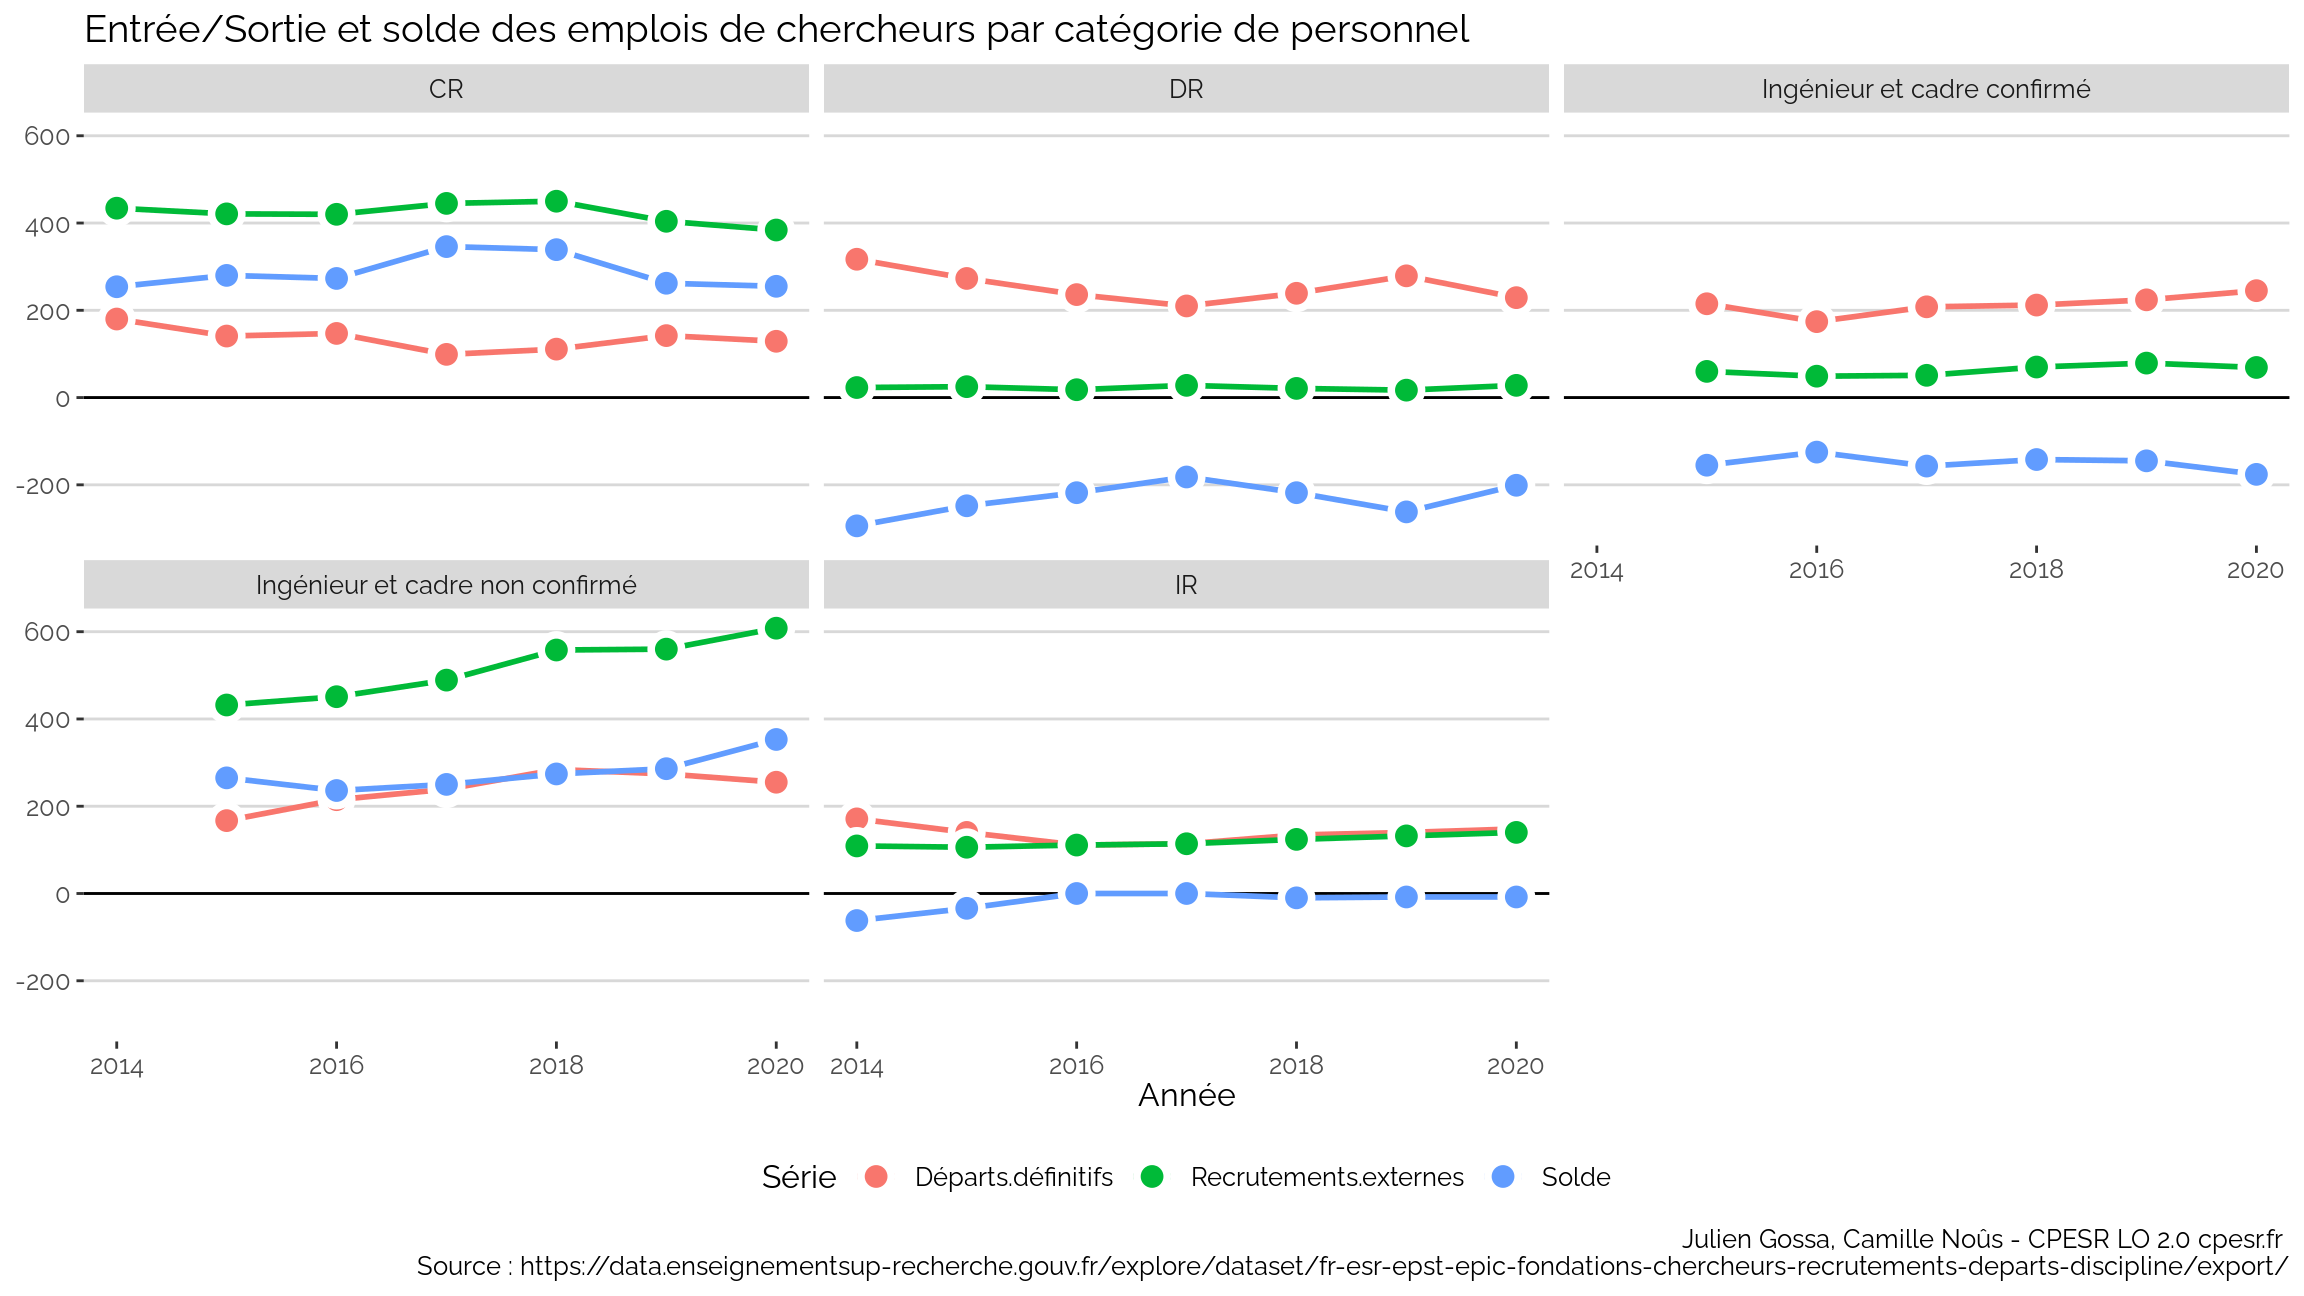 Entrée/Sortie et solde des emplois de chercheurs par catégorie de personnel
CR
DR
Ingénieur et cadre confirmé
600
400
200
0
-200
2014 2016 2018 2020
Ingénieur et cadre non confirmé
IR
600
400
200
0
-200
2014 2016 2018 2020
2014 2016 2018 2020
Année
Série Départs.définitifs Recrutements.externes Solde
Julien Gossa, Camille Noûs - CPESR LO 2.0 cpesr.fr
Source : https://data.enseignementsup-recherche.gouv.fr/explore/dataset/fr-esr-epst-epic-fondations-chercheurs-recrutements-departs-discipline/export/